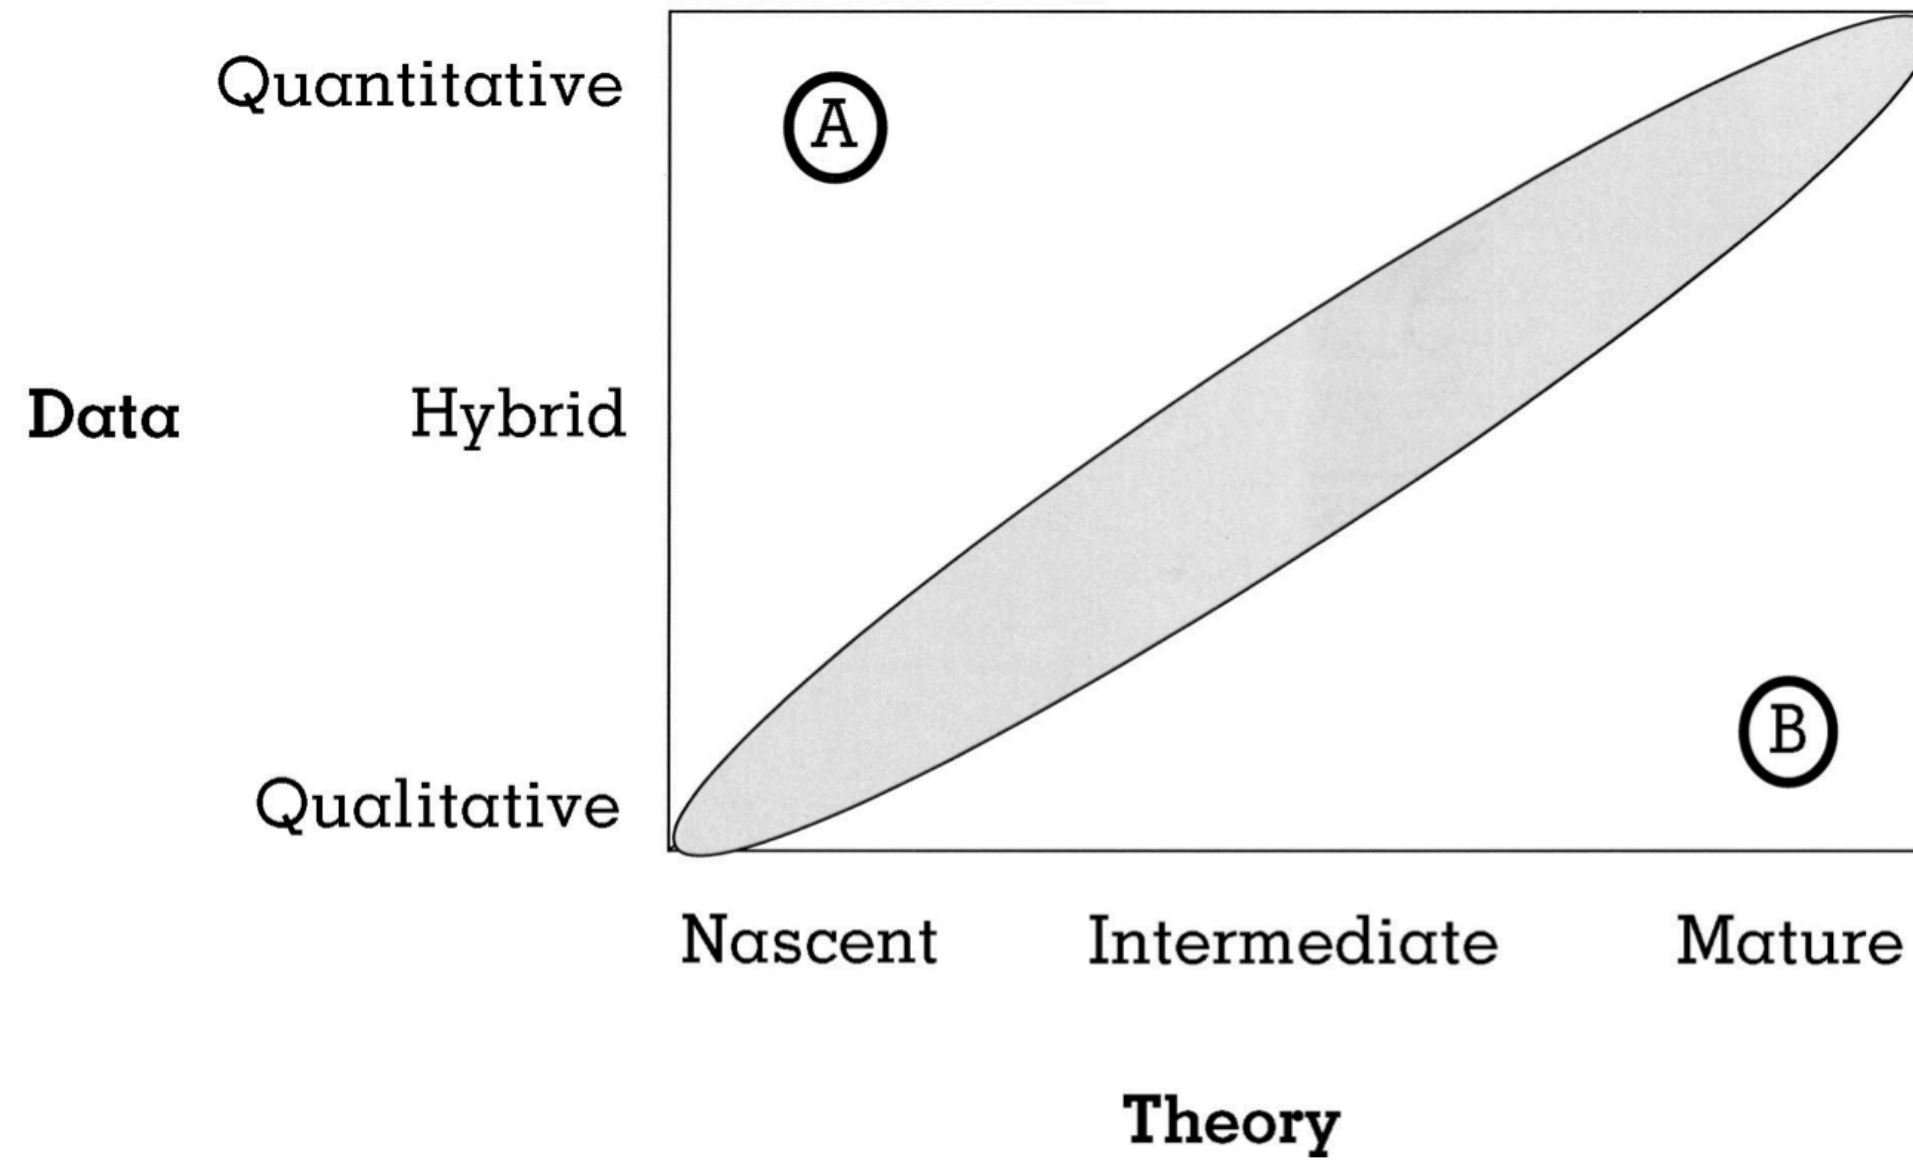 Quantitative
A
Data
Hybrid
B
Qualitative
Nascent
Intermediate
Mature
Theory